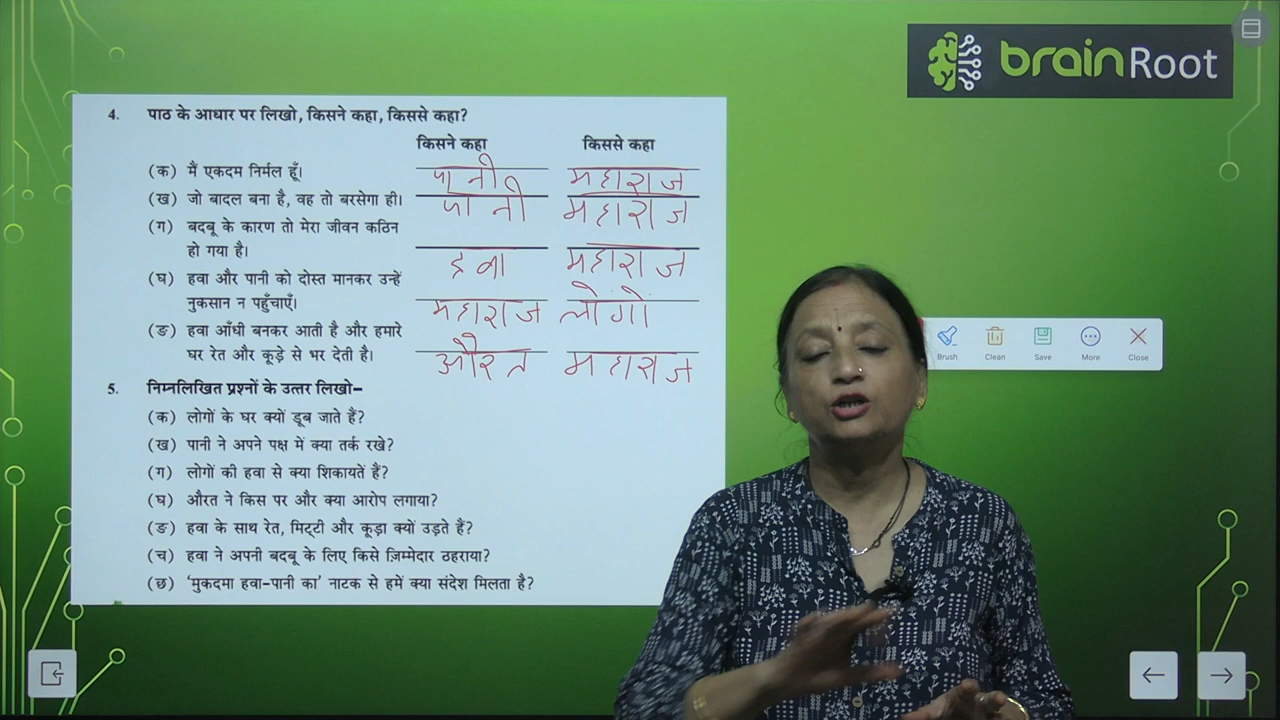 brainRoot
4. पाठ के आधार पर लिखो, किसने कहा, किससे कहा?
किसने कहा किससे कहा
(क) मैं एकदम निर्मल हूँ। पानी महाराज
(ख) जो बादल बना है, वह तो बरसेगा ही। पानी महाराज
(ग) बदबू के कारण तो मेरा जीवन कठिन
हो गया है। हवा महाराज
(घ) हवा और पानी को दोस्त मानकर उन्हें
नुकसान न पहुँचाएँ। महाराज लोगों
(ङ) हवा आँधी बनकर आती है और हमारे
घर रेत और कूड़े से भर देती है। औरत महाराज
5. निम्नलिखित प्रश्नों के उत्तर लिखो–
(क) लोगों के घर क्यों डूब जाते हैं?
(ख) पानी ने अपने पक्ष में क्या तर्क रखे?
(ग) लोगों की हवा से क्या शिकायतें हैं?
(घ) औरत ने किस पर और क्या आरोप लगाया?
(ङ) हवा के साथ रेत, मिट्टी और कूड़ा क्यों उड़ते हैं?
(च) हवा ने अपनी बदबू के लिए किसे ज़िम्मेदार ठहराया?
(छ) ‘मुकदमा हवा-पानी का’ नाटक से हमें क्या संदेश मिलता है?
Brush Clean Save More Close